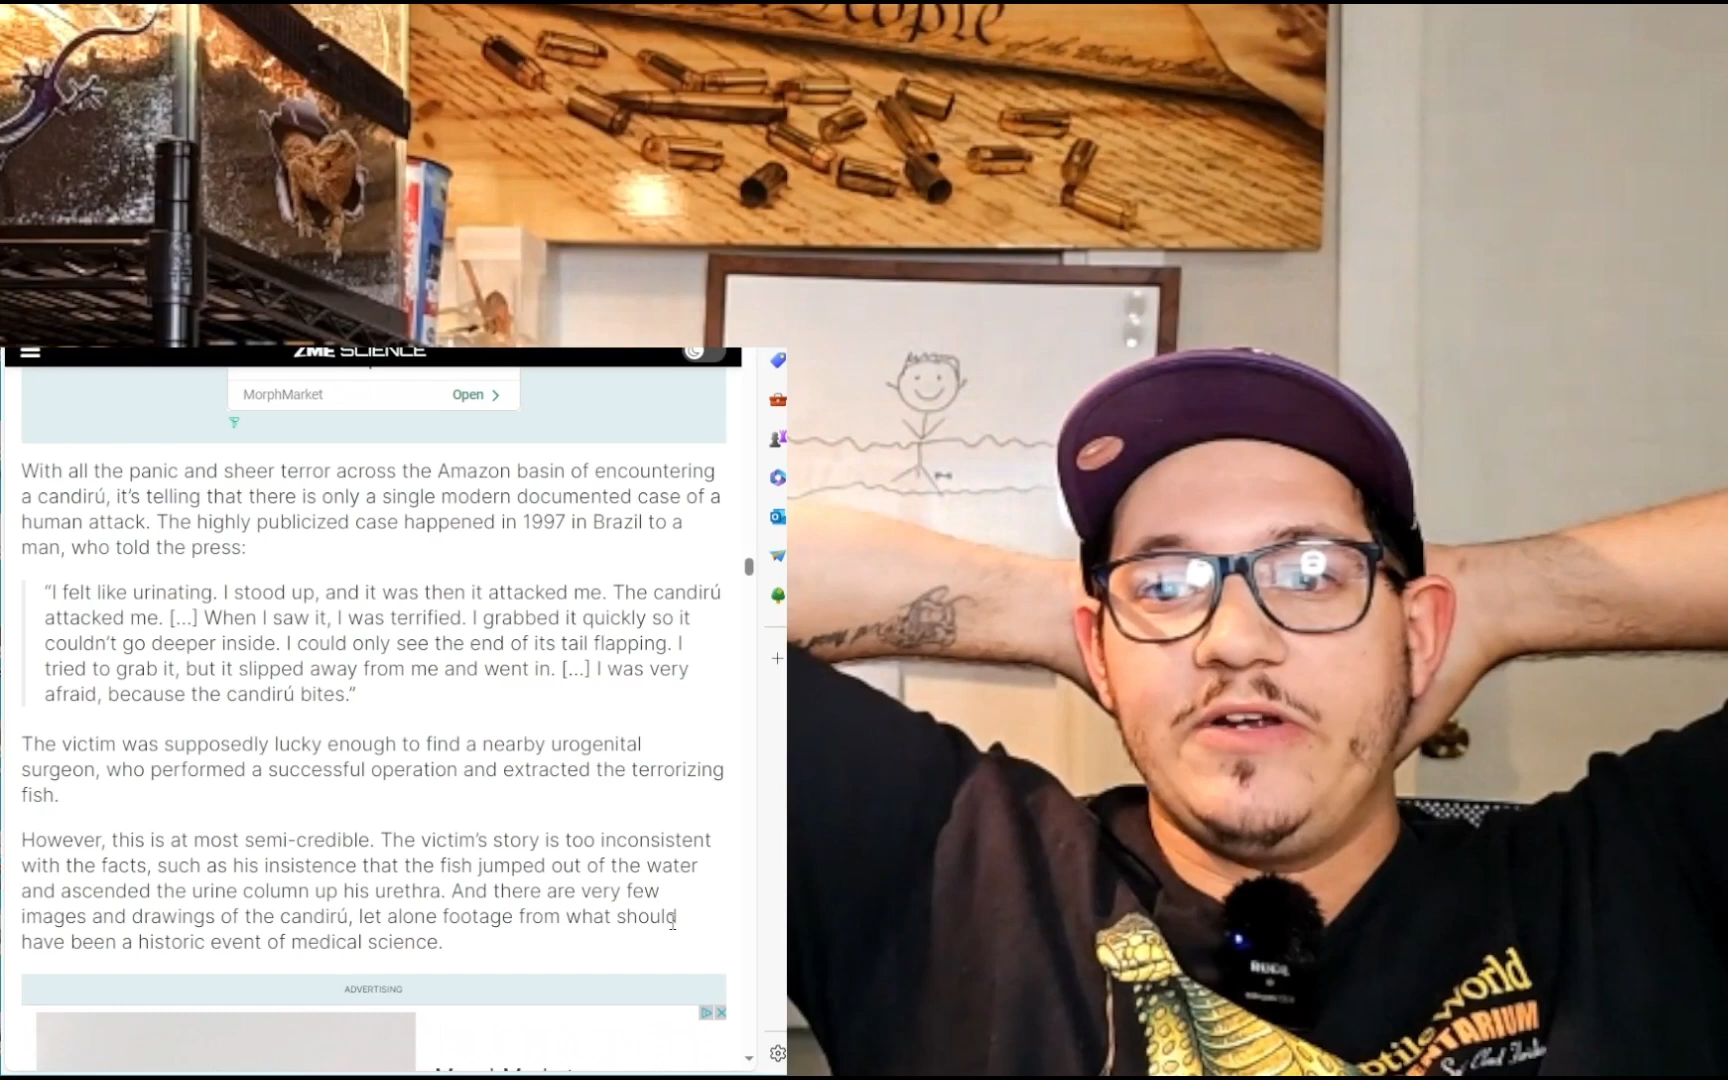 People
ZME SCIENCE
MorphMarket
Open
With all the panic and sheer terror across the Amazon basin of encountering
a candirú, it’s telling that there is only a single modern documented case of a
human attack. The highly publicized case happened in 1997 in Brazil to a
man, who told the press:
“I felt like urinating. I stood up, and it was then it attacked me. The candirú
attacked me. [...] When I saw it, I was terrified. I grabbed it quickly so it
couldn’t go deeper inside. I could only see the end of its tail flapping. I
tried to grab it, but it slipped away from me and went in. [...] I was very
afraid, because the candirú bites.”
The victim was supposedly lucky enough to find a nearby urogenital
surgeon, who performed a successful operation and extracted the terrorizing
fish.
However, this is at most semi-credible. The victim’s story is too inconsistent
with the facts, such as his insistence that the fish jumped out of the water
and ascended the urine column up his urethra. And there are very few
images and drawings of the candirú, let alone footage from what should
have been a historic event of medical science.
ADVERTISING
RODE
World